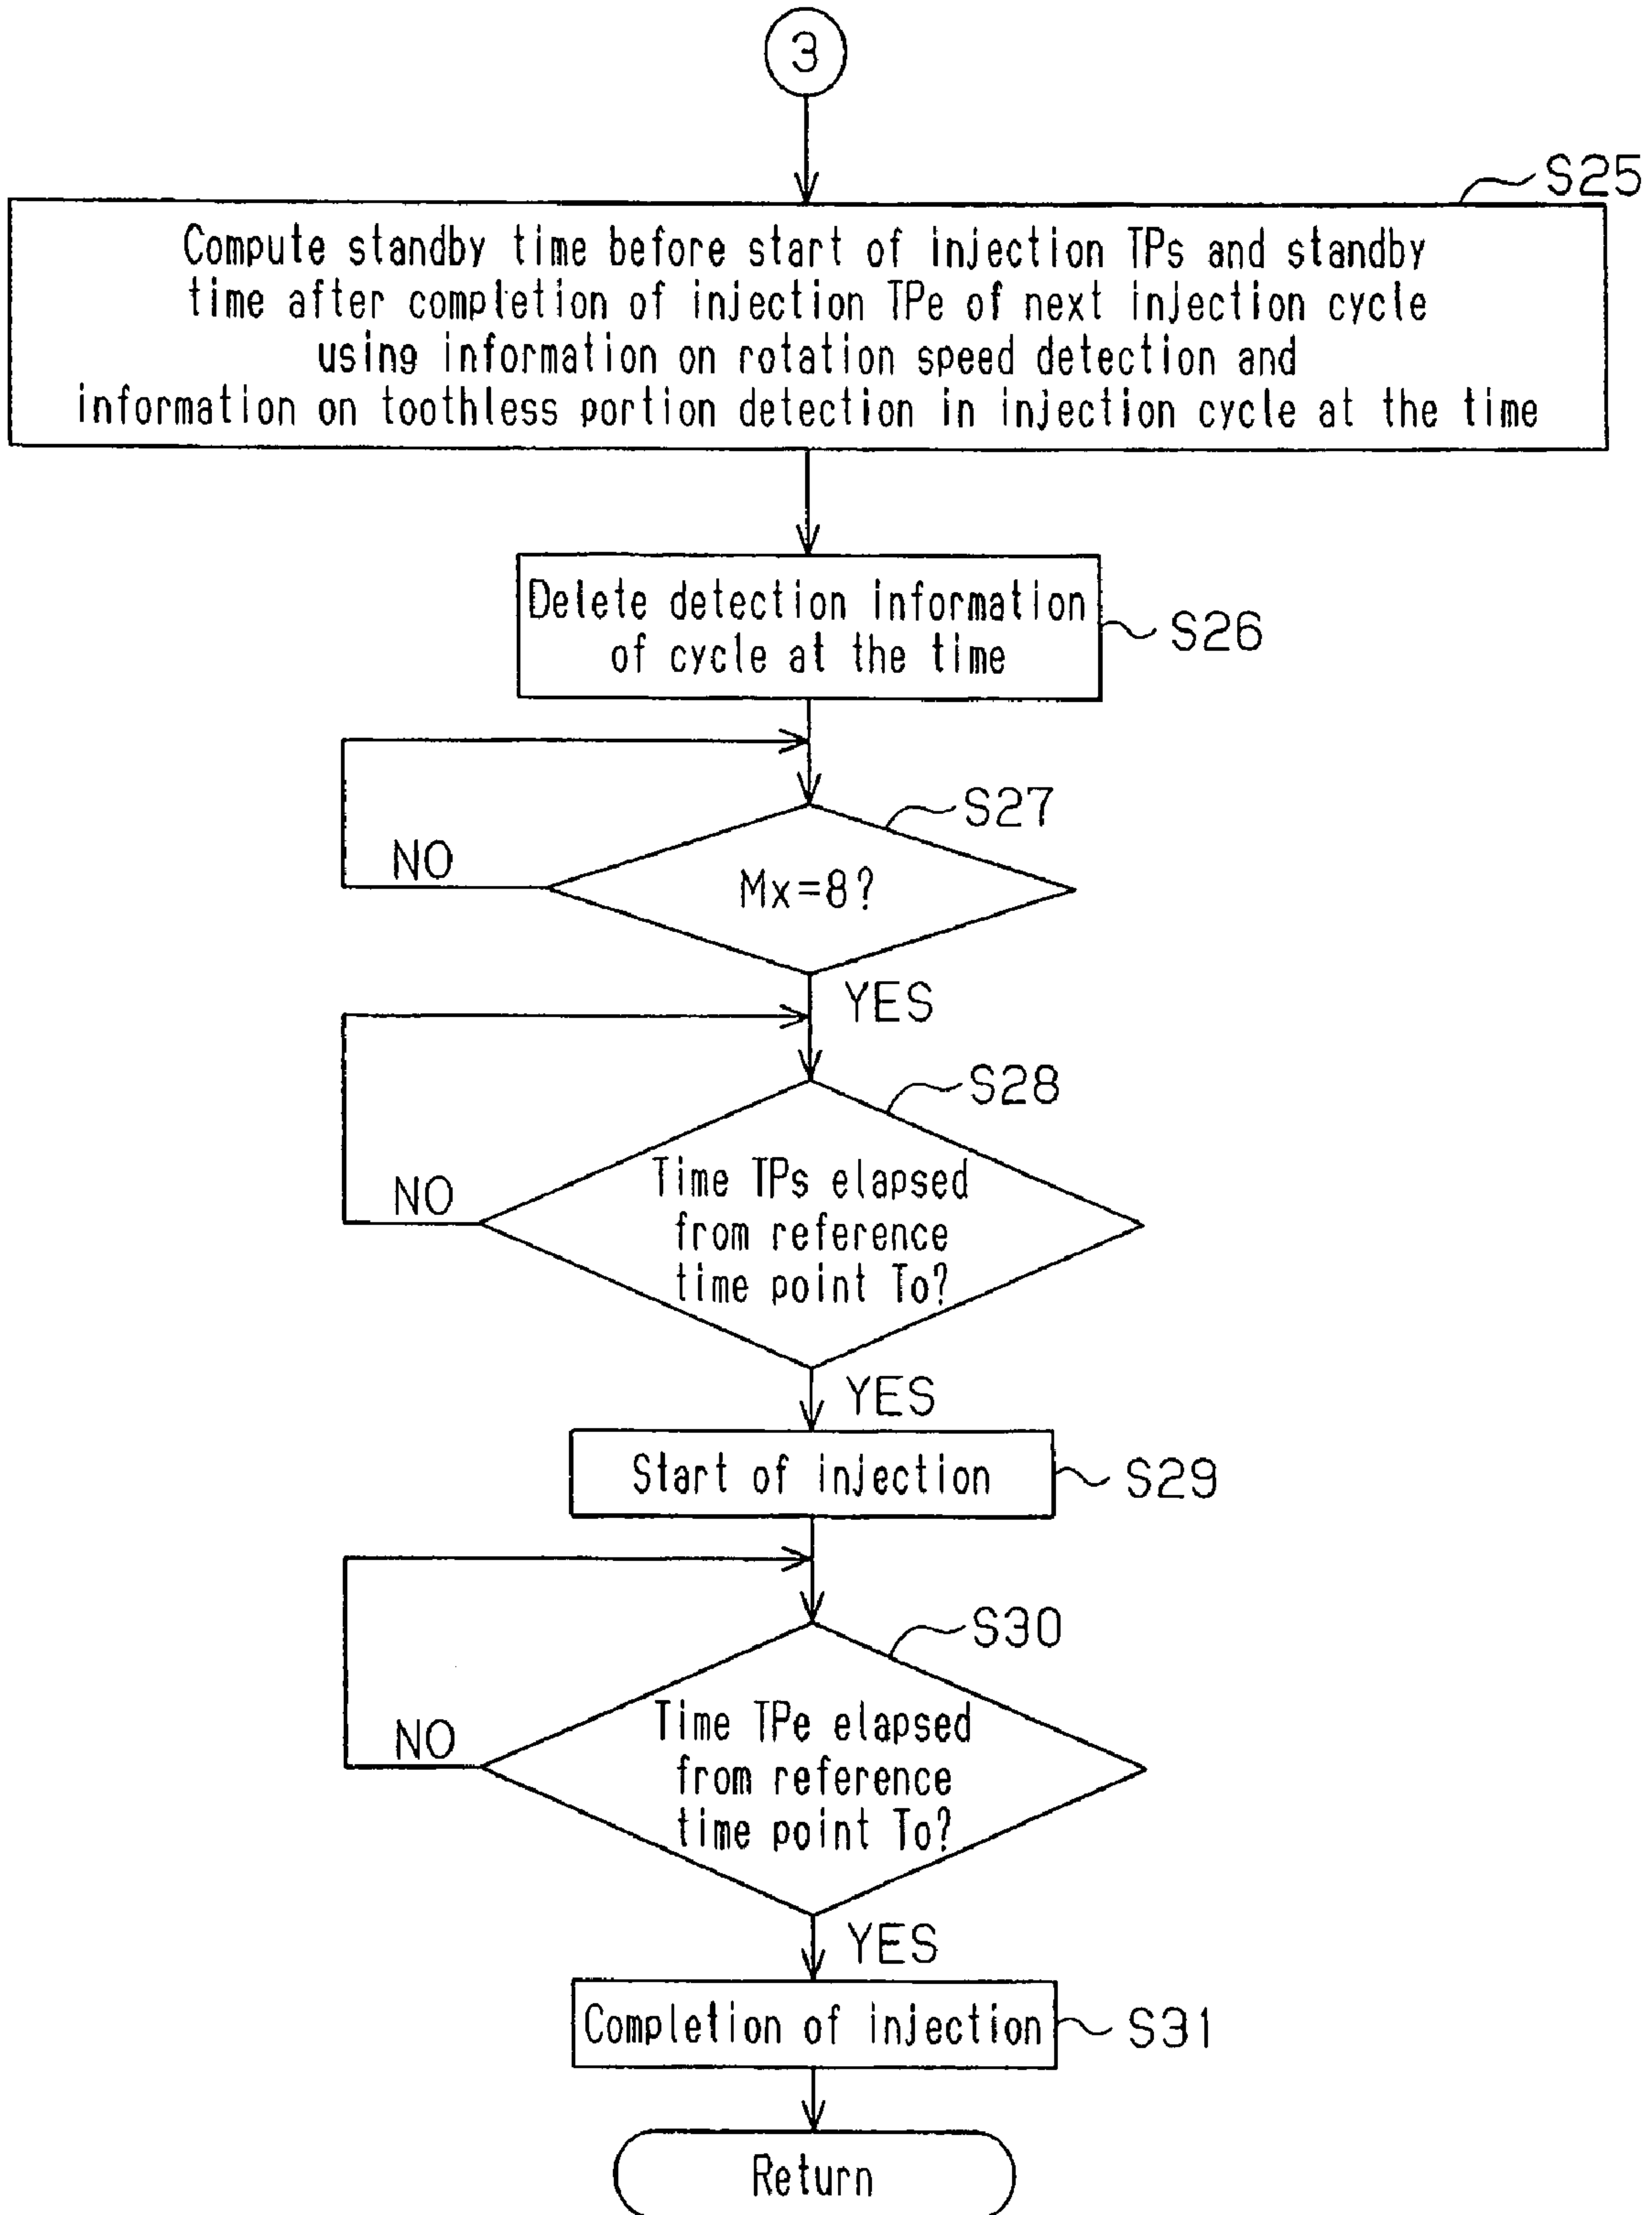 3
S25
Compute standby time before start of injection TPs and standby
time after completion of injection TPe of next injection cycle
using information on rotation speed detection and
information on toothless portion detection in injection cycle at the time
Delete detection information
of cycle at the time
S26
S27
NO
Mx=8?
YES
S28
NO
Time TPs elapsed
from reference
time point To?
YES
Start of injection
S29
S30
NO
Time TPe elapsed
from reference
time point To?
YES
Completion of injection
S31
Return